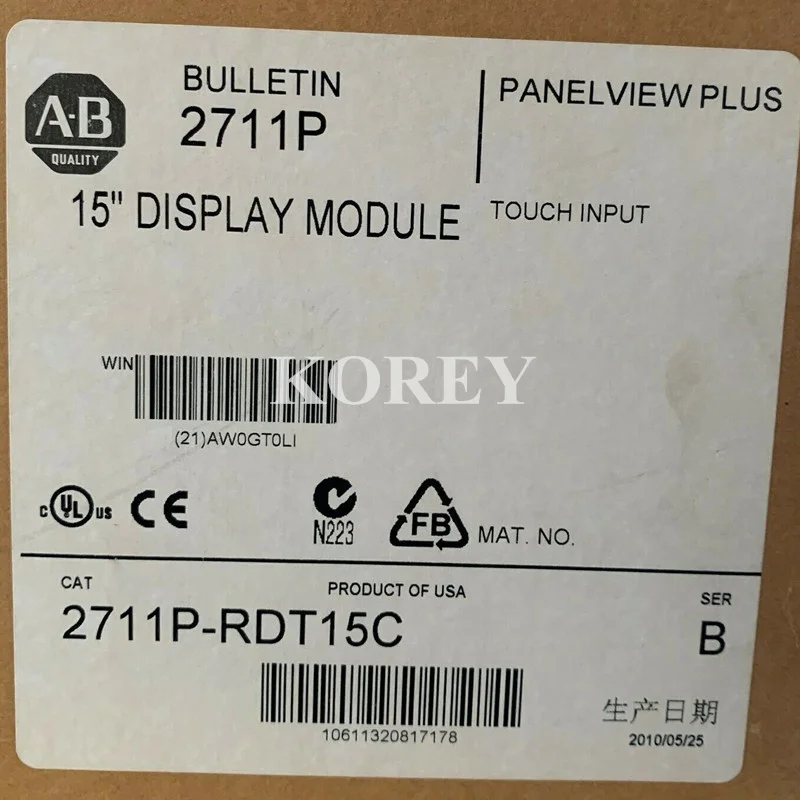 A·B
QUALITY
BULLETIN
2711P
PANELVIEW PLUS
15" DISPLAY MODULE
TOUCH INPUT
WIN
KOREY
(21)AW0GT0LI
C UL US CE
N223
FB
MAT. NO.
CAT
PRODUCT OF USA
SER
2711P-RDT15C
B
10611320817178
生产日期
2010/05/25